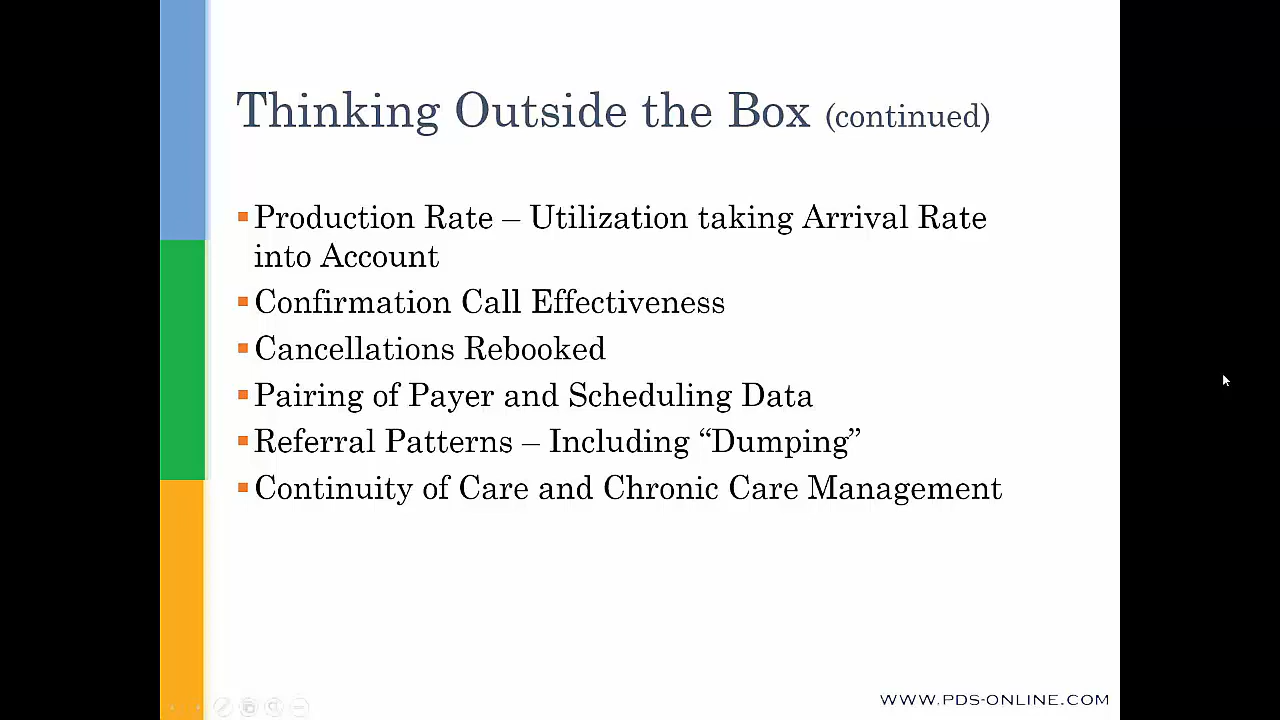 Thinking Outside the Box (continued)
Production Rate – Utilization taking Arrival Rate
into Account
Confirmation Call Effectiveness
Cancellations Rebooked
Pairing of Payer and Scheduling Data
Referral Patterns – Including “Dumping”
Continuity of Care and Chronic Care Management
WWW.PDS-ONLINE.COM